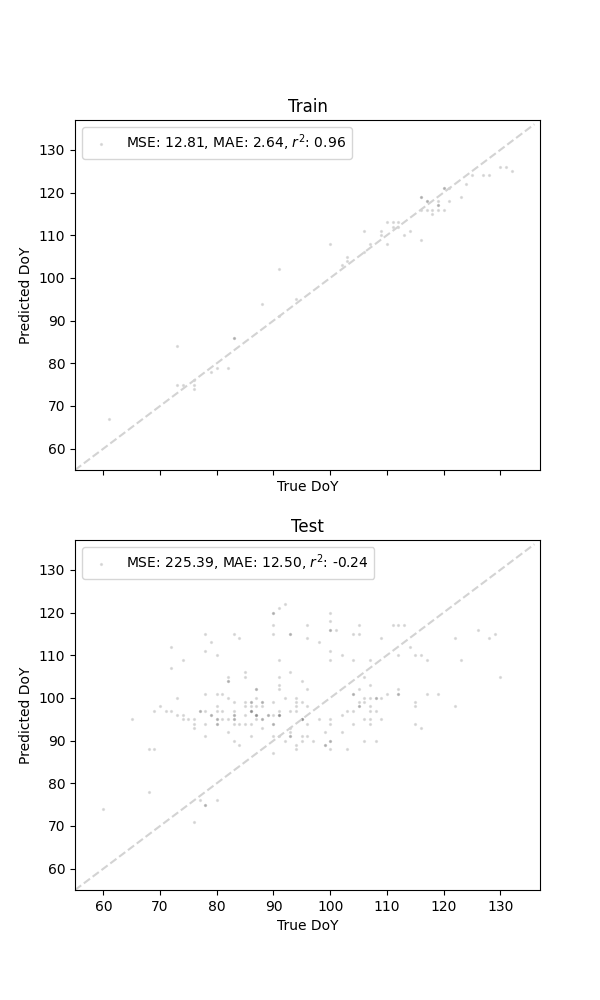 Train
MSE: 12.81, MAE: 2.64, r²: 0.96
130
120
110
100
90
80
70
60
Predicted DoY
True DoY
Test
MSE: 225.39, MAE: 12.50, r²: -0.24
130
120
110
100
90
80
70
60
Predicted DoY
60 70 80 90 100 110 120 130
True DoY